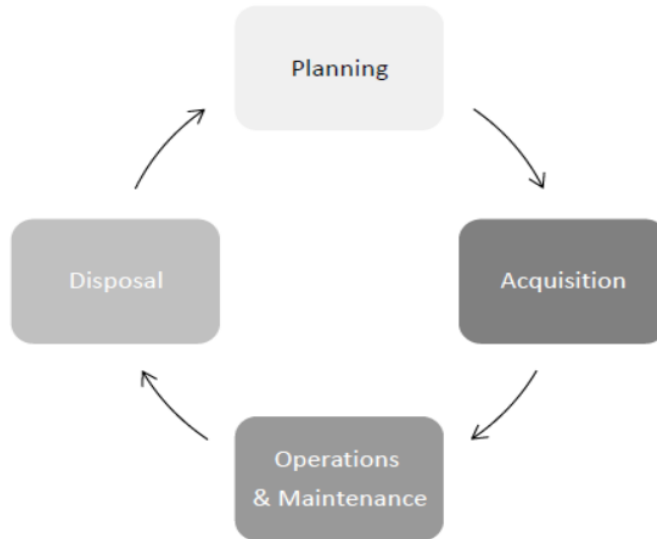 Planning
Disposal
Acquisition
Operations
& Maintenance